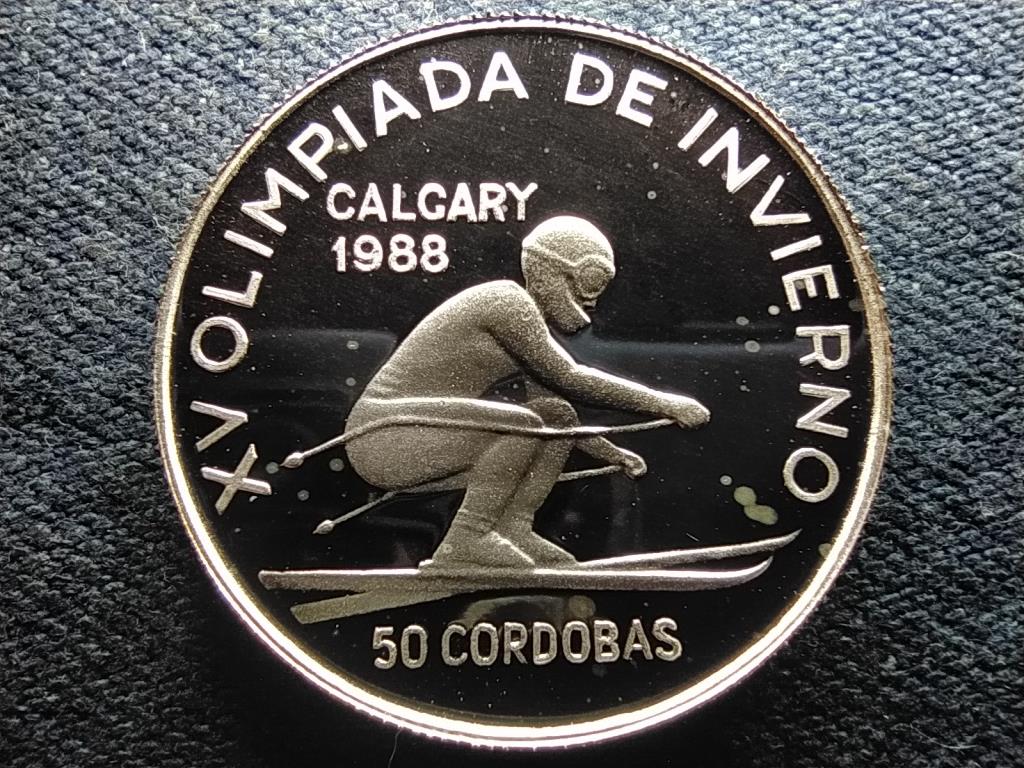 XV OLIMPIADA DE INVIERNO
CALGARY
1988
50 CORDOBAS